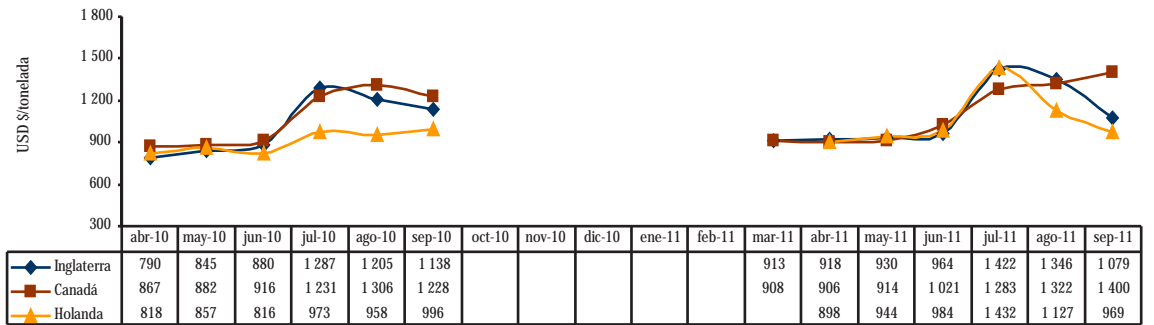 1 800
1 500
1 200
900
600
300
USD $/tonelada
abr-10 may-10 jun-10 jul-10 ago-10 sep-10 oct-10 nov-10 dic-10 ene-11 feb-11 mar-11 abr-11 may-11 jun-11 jul-11 ago-11 sep-11
Inglaterra 790 845 880 1 287 1 205 1 138 913 918 930 964 1 422 1 346 1 079
Canadá 867 882 916 1 231 1 306 1 228 908 906 914 1 021 1 283 1 322 1 400
Holanda 818 857 816 973 958 996 898 944 984 1 432 1 127 969